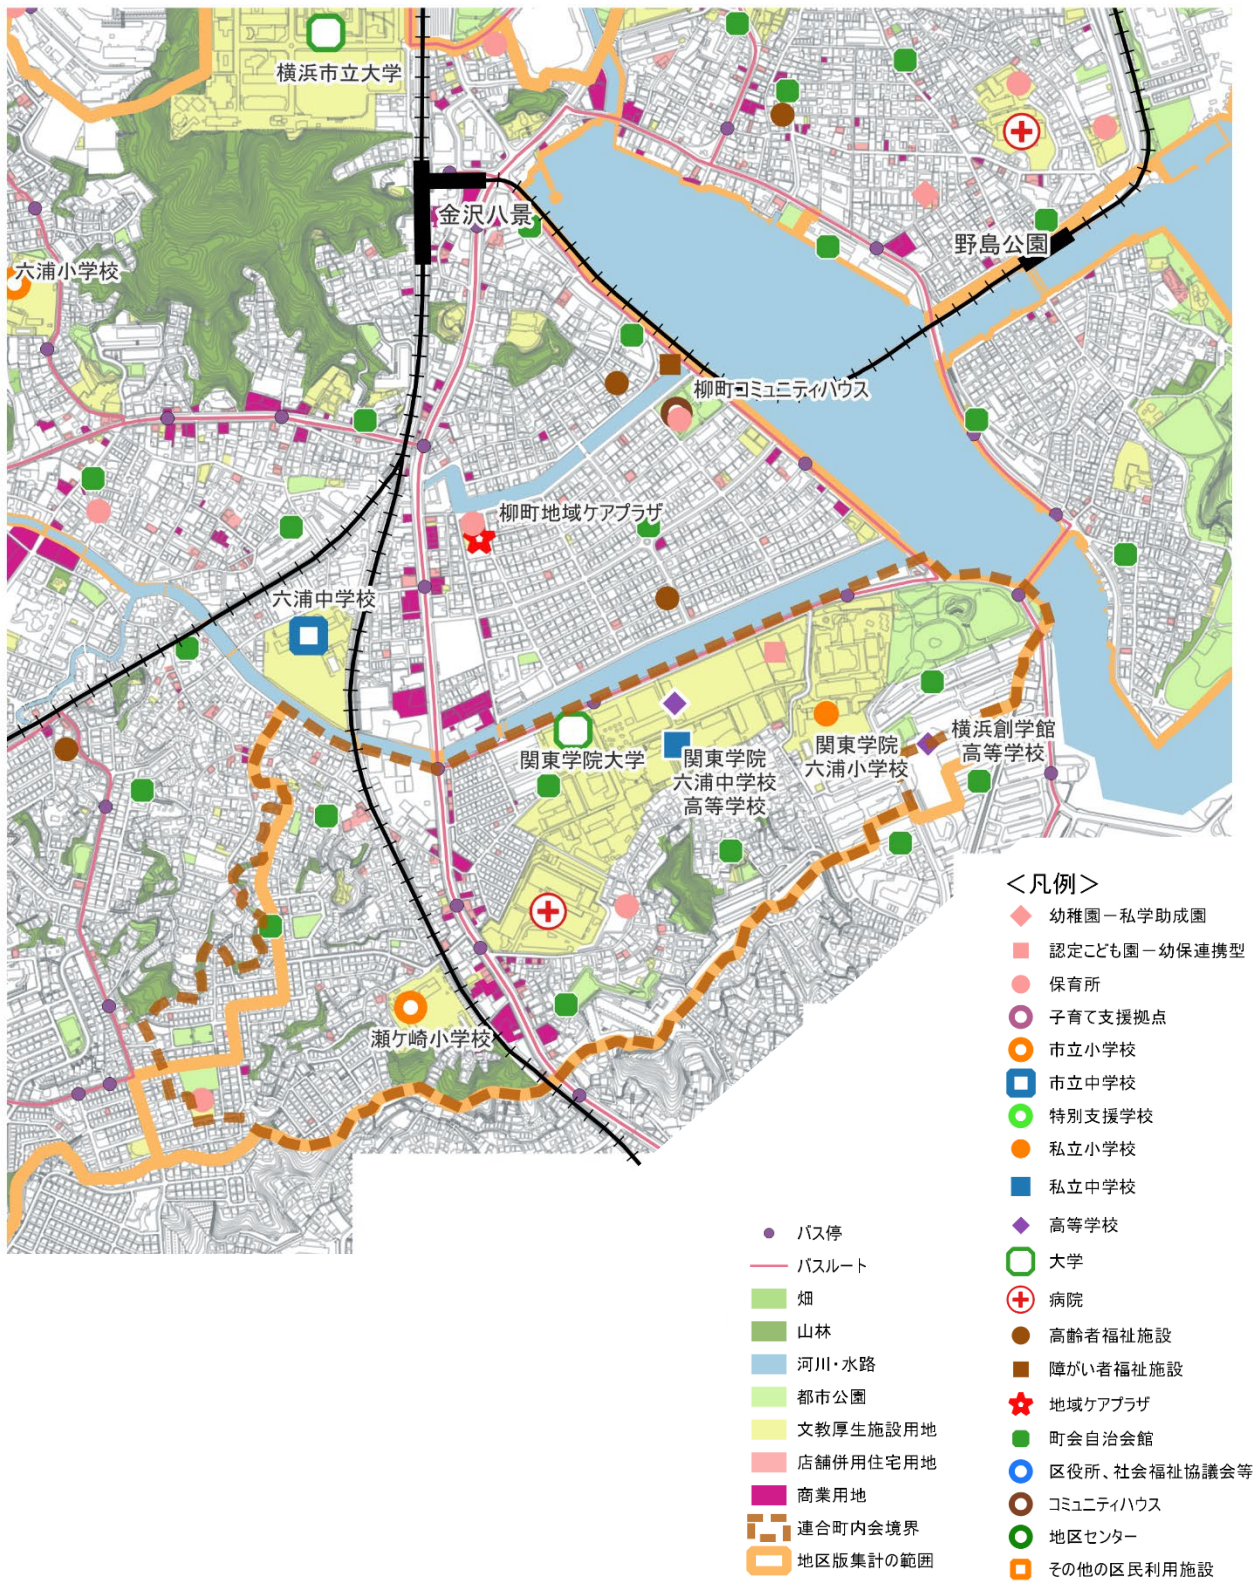 横浜市立大学
金沢八景
野島公園
六浦小学校
柳町コミュニティハウス
柳町地域ケアプラザ
六浦中学校
横浜創学館
高等学校
関東学院大学
関東学院
六浦中学校
高等学校
関東学院
六浦小学校
瀬ケ崎小学校
＜凡例＞
幼稚園－私学助成園
認定こども園－幼保連携型
保育所
子育て支援拠点
市立小学校
市立中学校
特別支援学校
私立小学校
私立中学校
高等学校
大学
病院
高齢者福祉施設
障がい者福祉施設
地域ケアプラザ
町会自治会館
区役所、社会福祉協議会等
コミュニティハウス
地区センター
その他の区民利用施設
バス停
バスルート
畑
山林
河川・水路
都市公園
文教厚生施設用地
店舗併用住宅用地
商業用地
連合町内会境界
地区版集計の範囲